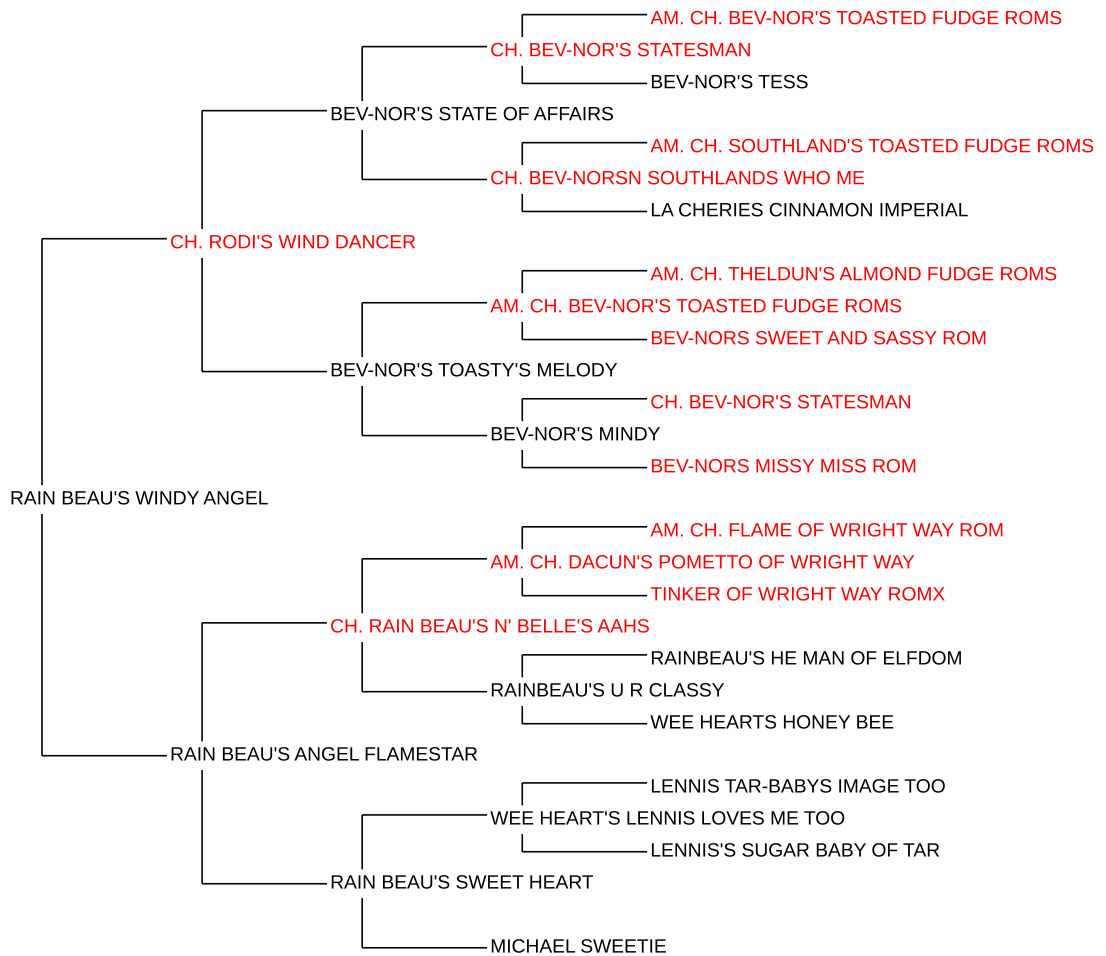 AM. CH. BEV-NOR'S TOASTED FUDGE ROMS
CH. BEV-NOR'S STATESMAN
BEV-NOR'S TESS
BEV-NOR'S STATE OF AFFAIRS
AM. CH. SOUTHLAND'S TOASTED FUDGE ROMS
CH. BEV-NORSN SOUTHLANDS WHO ME
LA CHERIES CINNAMON IMPERIAL
CH. RODI'S WIND DANCER
AM. CH. THELDUN'S ALMOND FUDGE ROMS
AM. CH. BEV-NOR'S TOASTED FUDGE ROMS
BEV-NORS SWEET AND SASSY ROM
BEV-NOR'S TOASTY'S MELODY
CH. BEV-NOR'S STATESMAN
BEV-NOR'S MINDY
BEV-NORS MISSY MISS ROM
RAIN BEAU'S WINDY ANGEL
AM. CH. FLAME OF WRIGHT WAY ROM
AM. CH. DACUN'S POMETTO OF WRIGHT WAY
TINKER OF WRIGHT WAY ROMX
CH. RAIN BEAU'S N' BELLE'S AAHS
RAINBEAU'S HE MAN OF ELFDOM
RAINBEAU'S U R CLASSY
WEE HEARTS HONEY BEE
RAIN BEAU'S ANGEL FLAMESTAR
LENNIS TAR-BABYS IMAGE TOO
WEE HEART'S LENNIS LOVES ME TOO
LENNIS'S SUGAR BABY OF TAR
RAIN BEAU'S SWEET HEART
MICHAEL SWEETIE